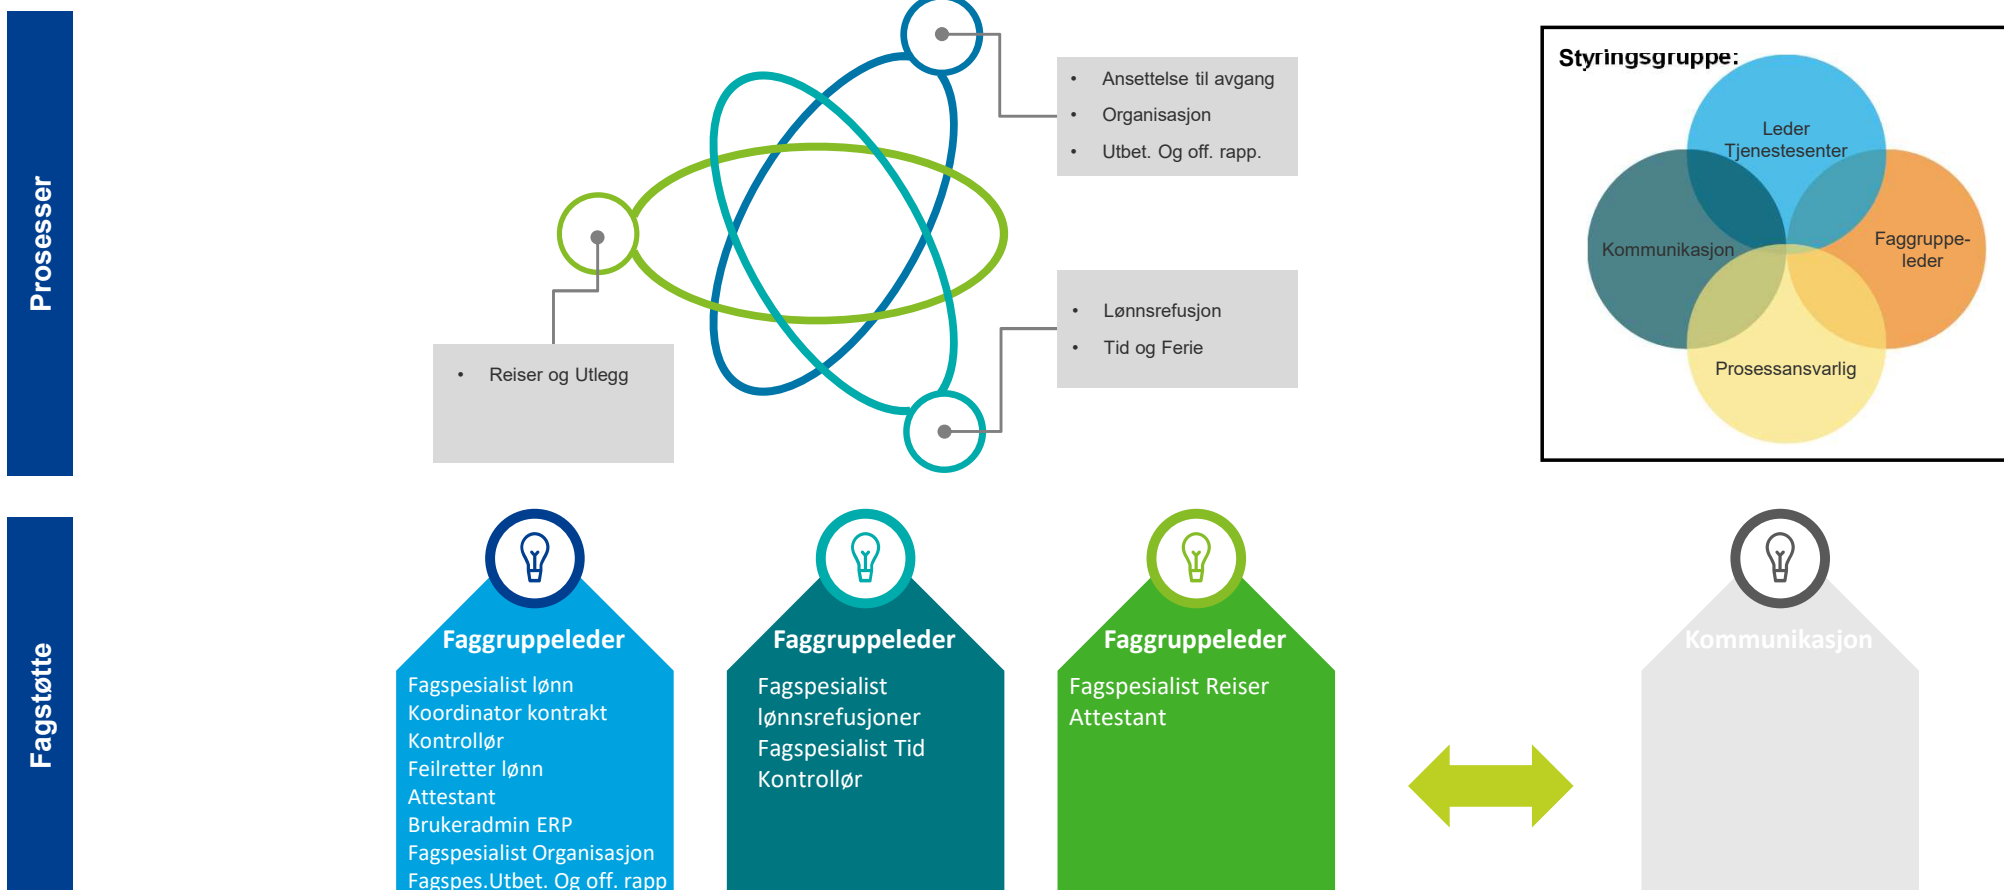 Prosesser
Ansettelse til avgang
Organisasjon
Utbet. Og off. rapp.
Reiser og Utlegg
Lønnsrefusjon
Tid og Ferie
Styringsgruppe:
Leder
Tjenestesenter
Kommunikasjon
Faggruppe-
leder
Prosessansvarlig
Fagstøtte
Faggruppeleder
Fagspesialist lønn
Koordinator kontrakt
Kontrollør
Feilretter lønn
Attestant
Brukeradmin ERP
Fagspesialist Organisasjon
Fagspes.Utbet. Og off. rapp
Faggruppeleder
Fagspesialist
lønnsrefusjoner
Fagspesialist Tid
Kontrollør
Faggruppeleder
Fagspesialist Reiser
Attestant
Kommunikasjon